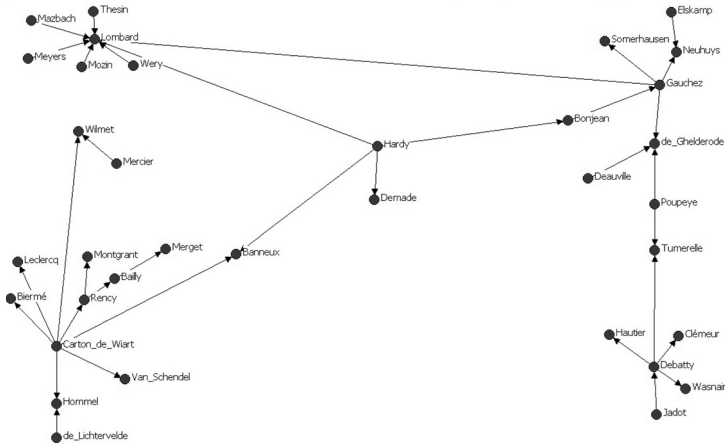 Thesin
Elskamp
Mazbach
Lombard
Somerhausen
Neuhuys
Meyers
Mozin
Wery
Gauchez
Bonjean
Wilmet
Hardy
de_Ghelderode
Mercier
Deauville
Demade
Poupeye
Merget
Montgrant
Banneux
Tumerelle
Leclercq
Bailly
Biermé
Rency
Hautier
Clémeur
Carton_de_Wiart
Debatty
Van_Schendel
Wasnair
Hommel
Jadot
de_Lichtervelde